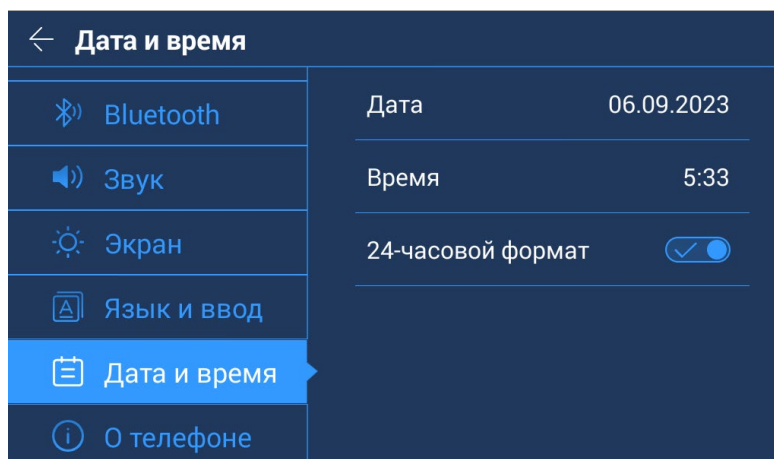 Дата и время
Bluetooth
Звук
Экран
Язык и ввод
Дата и время
О телефоне
Дата 06.09.2023
Время 5:33
24-часовой формат